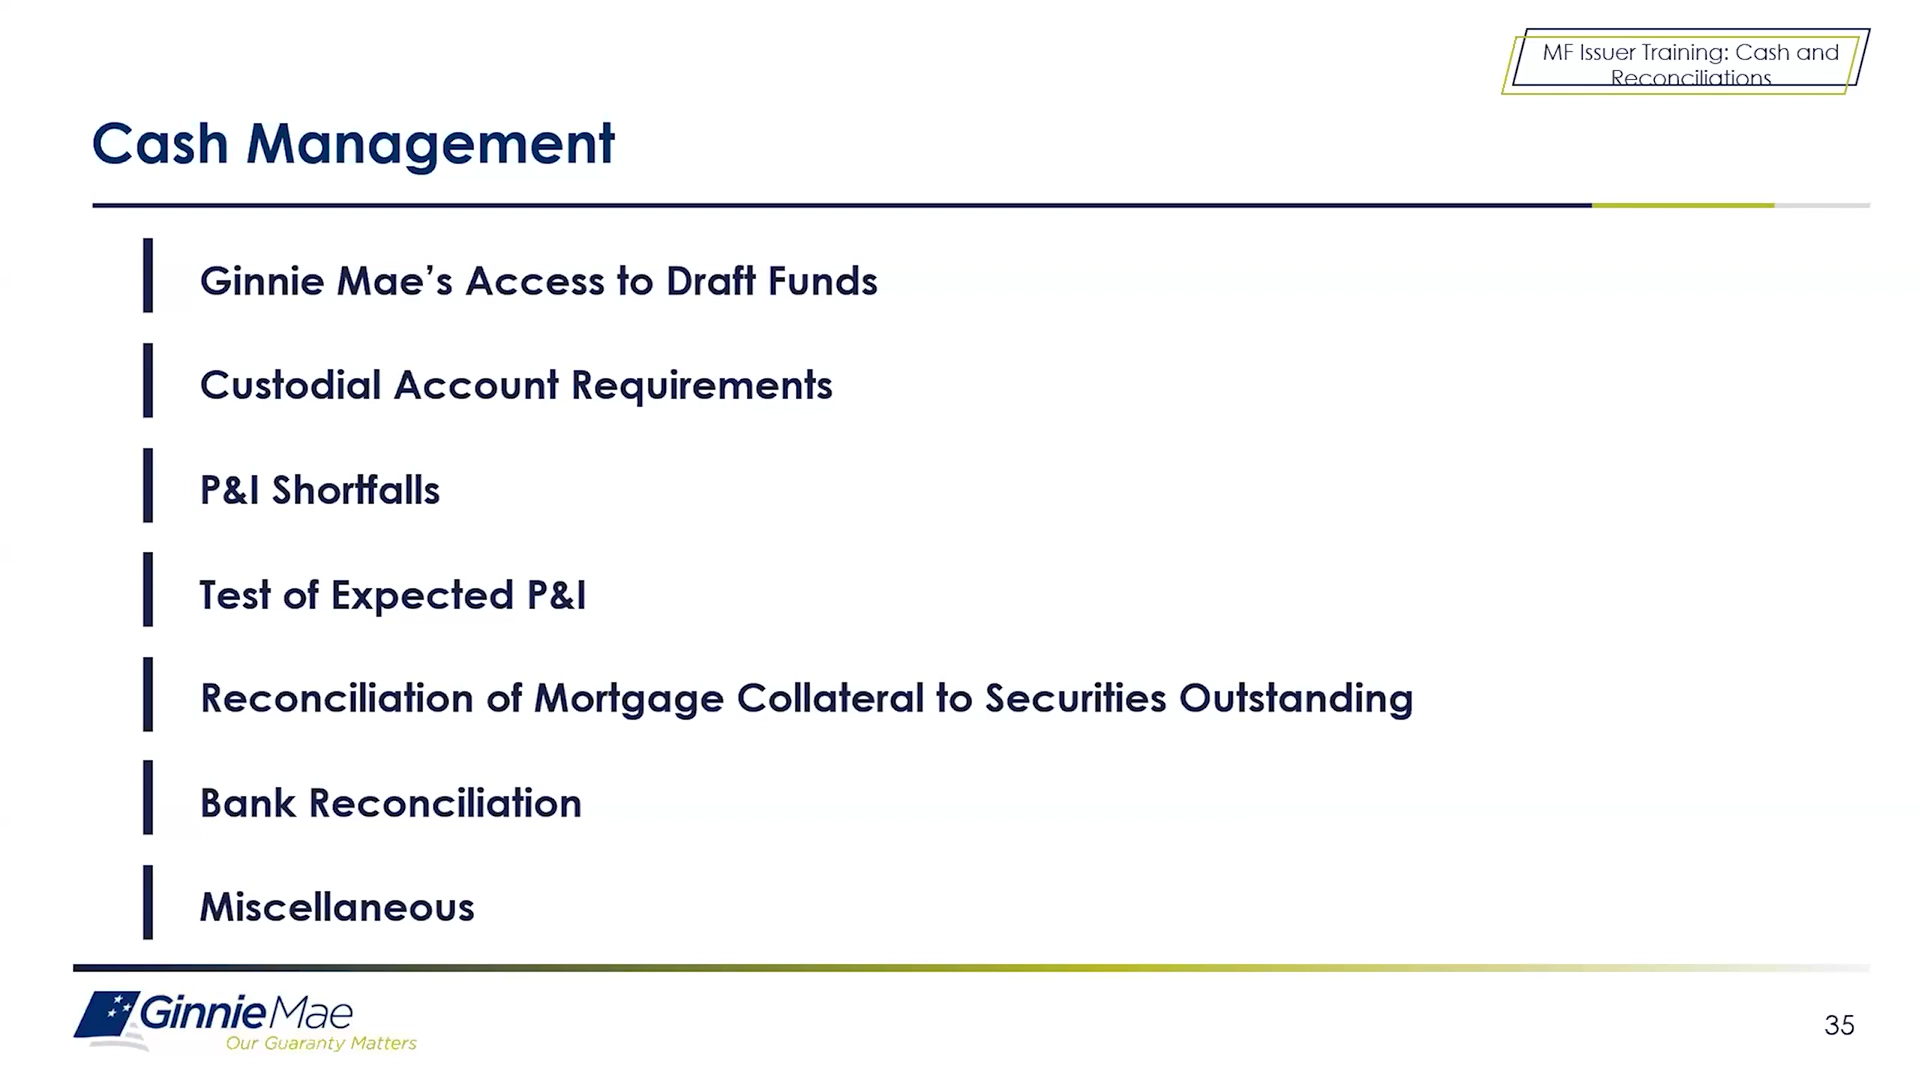 MF Issuer Training: Cash and
Reconciliations
Cash Management
Ginnie Mae’s Access to Draft Funds
Custodial Account Requirements
P&I Shortfalls
Test of Expected P&I
Reconciliation of Mortgage Collateral to Securities Outstanding
Bank Reconciliation
Miscellaneous
GinnieMae
Our Guaranty Matters
35